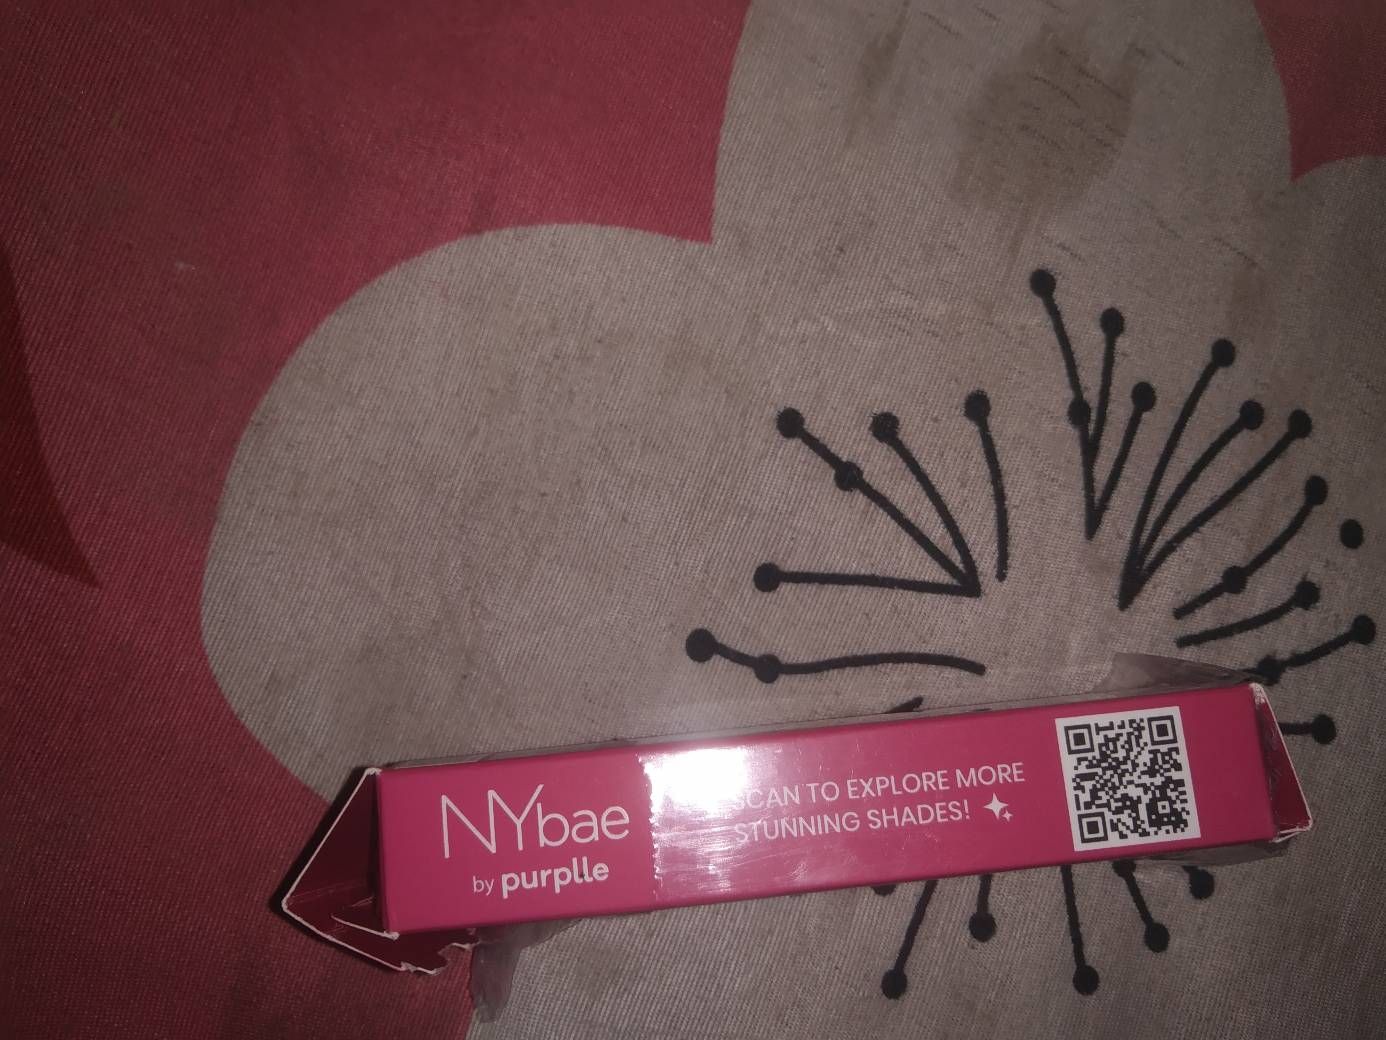 NYbae
by purplle
SCAN TO EXPLORE MORE
STUNNING SHADES!